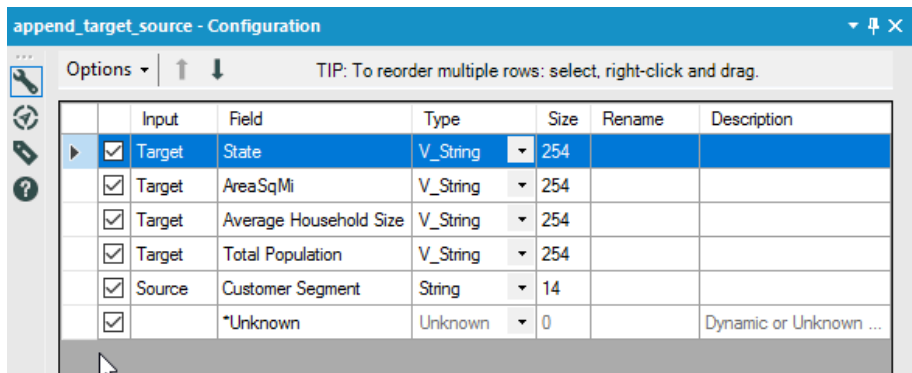 append_target_source - Configuration
Options TIP: To reorder multiple rows: select, right-click and drag.
Input Field Type Size Rename Description
Target State V_String 254
Target AreaSqMi V_String 254
Target Average Household Size V_String 254
Target Total Population V_String 254
Source Customer Segment String 14
*Unknown Unknown 0 Dynamic or Unknown ...